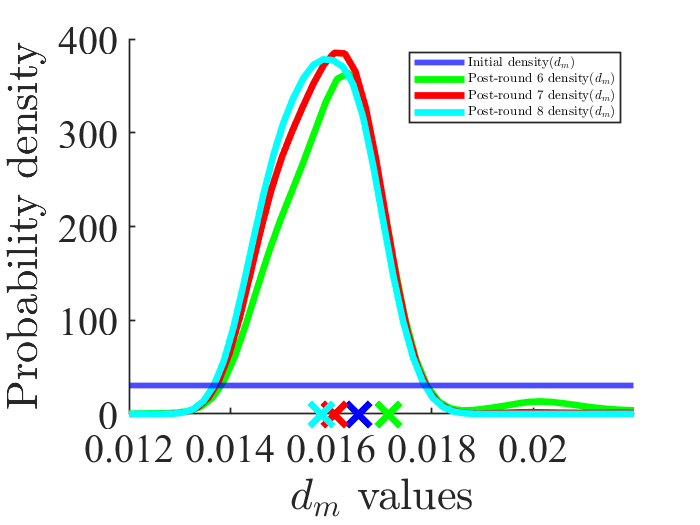 400
300
200
100
0
0.012 0.014 0.016 0.018 0.02
Probability density
d_m values
Initial density(d_m)
Post-round 6 density(d_m)
Post-round 7 density(d_m)
Post-round 8 density(d_m)